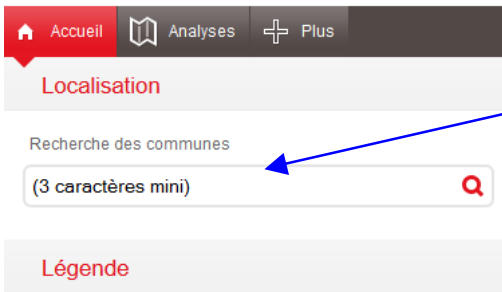 Accueil Analyses Plus
Localisation
Recherche des communes
(3 caractères mini)
Légende